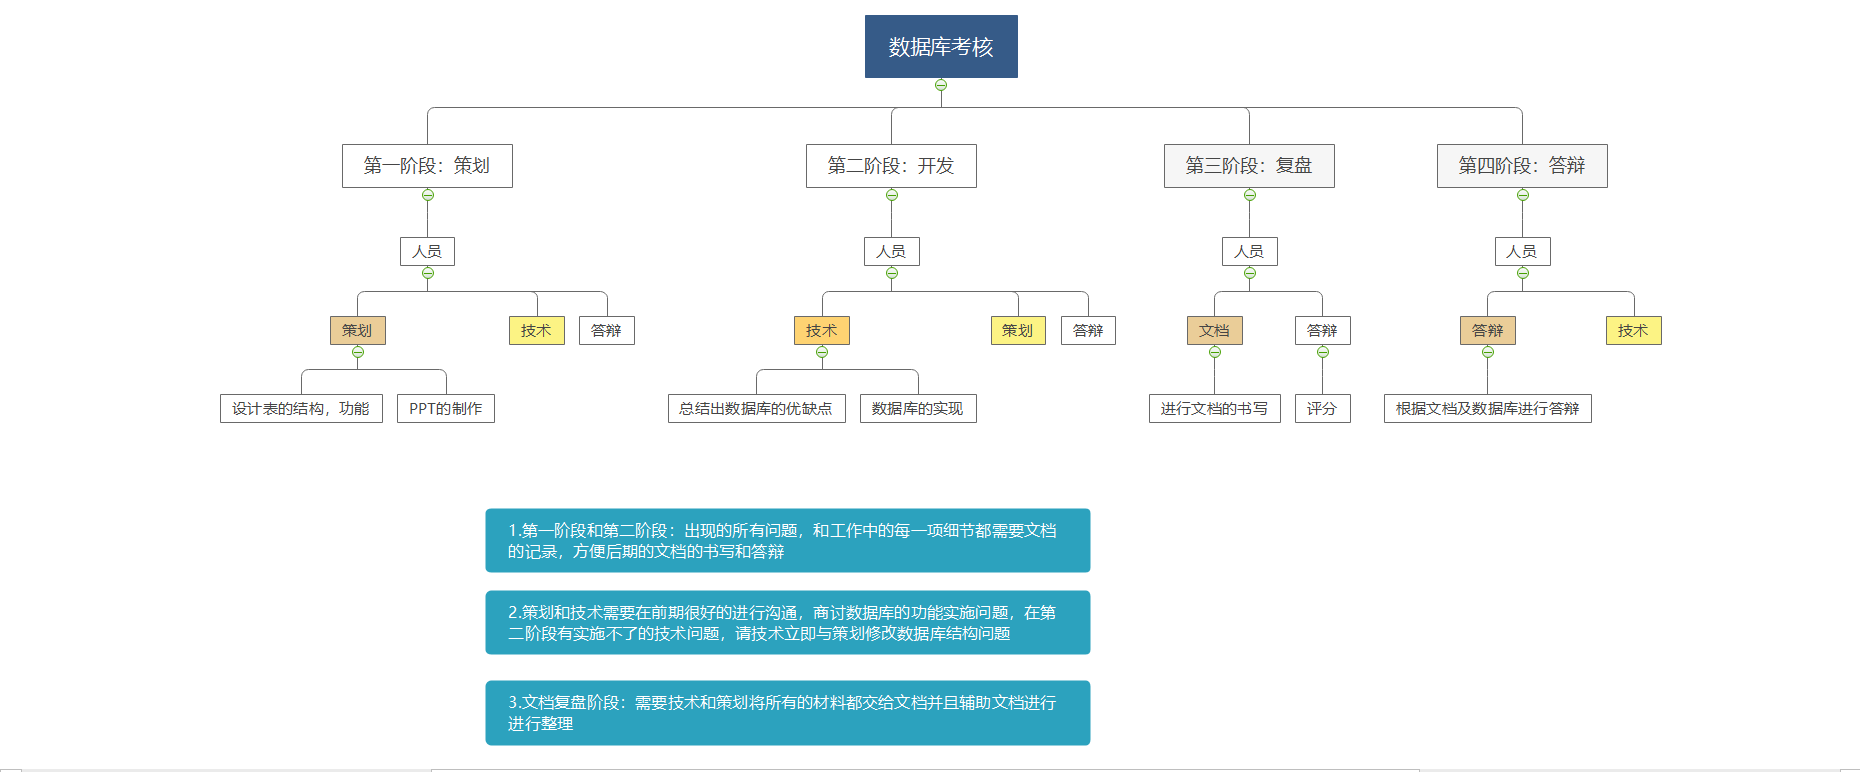 数据库考核
第一阶段：策划
第二阶段：开发
第三阶段：复盘
第四阶段：答辩
人员
人员
人员
人员
策划
技术
答辩
技术
策划
答辩
文档
答辩
答辩
技术
设计表的结构，功能
PPT的制作
总结出数据库的优缺点
数据库的实现
进行文档的书写
评分
根据文档及数据库进行答辩
1.第一阶段和第二阶段：出现的所有问题，和工作中的每一项细节都需要文档
的记录，方便后期的文档的书写和答辩
2.策划和技术需要在前期很好的进行沟通，商讨数据库的功能实施问题，在第
二阶段有实施不了的技术问题，请技术立即与策划修改数据库结构问题
3.文档复盘阶段：需要技术和策划将所有的材料都交给文档并且辅助文档进行
进行整理